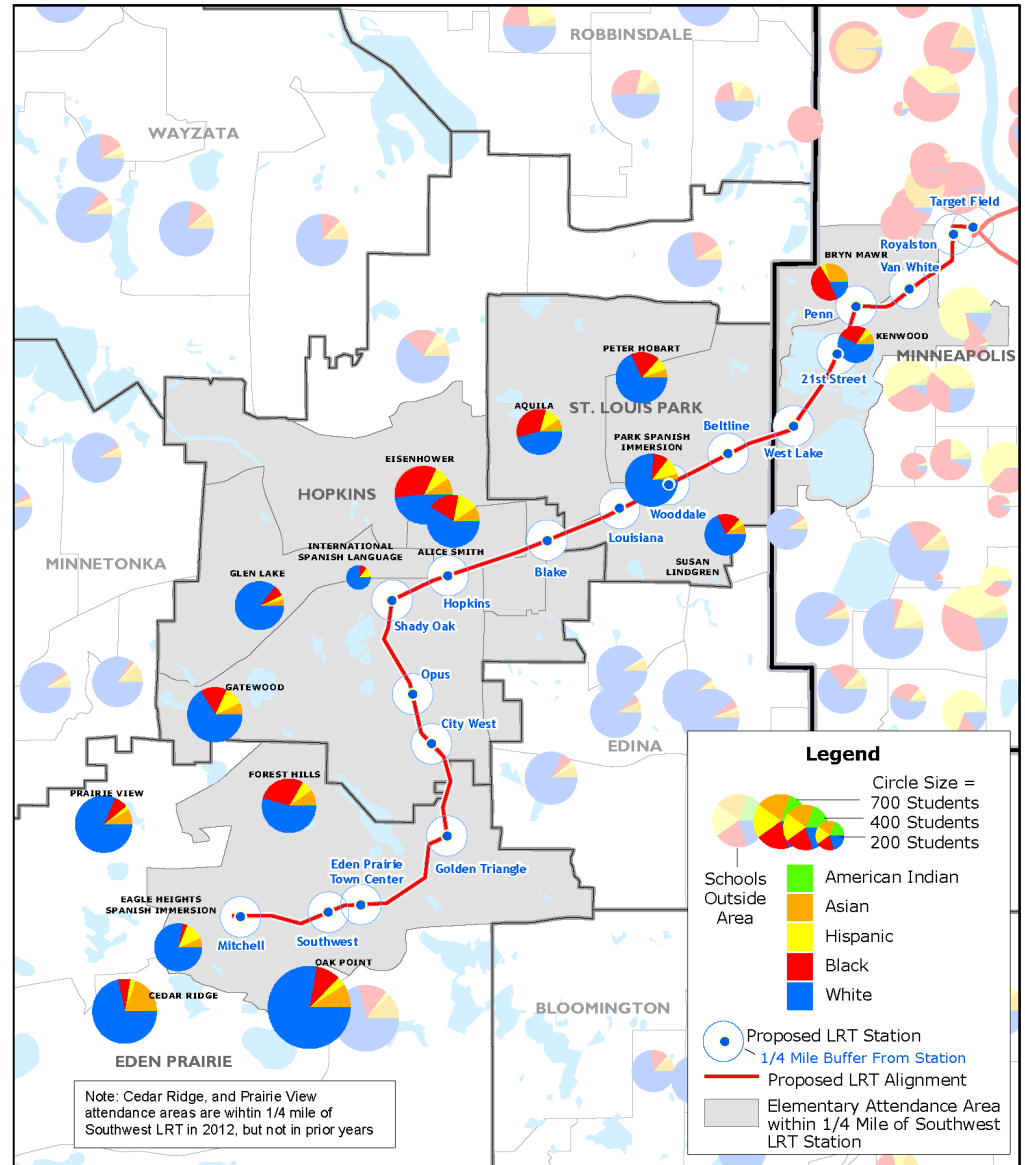 ROBBINSDALE
WAYZATA
Target Field
Royalston
BRYN MAWR
Van White
Penn
KENWOOD
MINNEAPOLIS
PETER HOBART
21st Street
AQUILA
ST. LOUIS PARK
Beltline
PARK SPANISH
IMMERSION
West Lake
EISENHOWER
HOPKINS
Wooddale
Louisiana
INTERNATIONAL
SPANISH LANGUAGE
ALICE SMITH
SUSAN
LINDGREN
MINNETONKA
GLEN LAKE
Blake
Hopkins
Shady Oak
Opus
GATEWOOD
City West
EDINA
FOREST HILLS
PRAIRIE VIEW
Golden Triangle
Eden Prairie
Town Center
EAGLE HEIGHTS
SPANISH IMMERSION
Mitchell
Southwest
OAK POINT
CEDAR RIDGE
BLOOMINGTON
EDEN PRAIRIE
Note: Cedar Ridge, and Prairie View
attendance areas are wihtin 1/4 mile of
Southwest LRT in 2012, but not in prior years
Legend
Circle Size =
700 Students
400 Students
200 Students
Schools
Outside
Area
American Indian
Asian
Hispanic
Black
White
Proposed LRT Station
1/4 Mile Buffer From Station
Proposed LRT Alignment
Elementary Attendance Area
within 1/4 Mile of Southwest
LRT Station